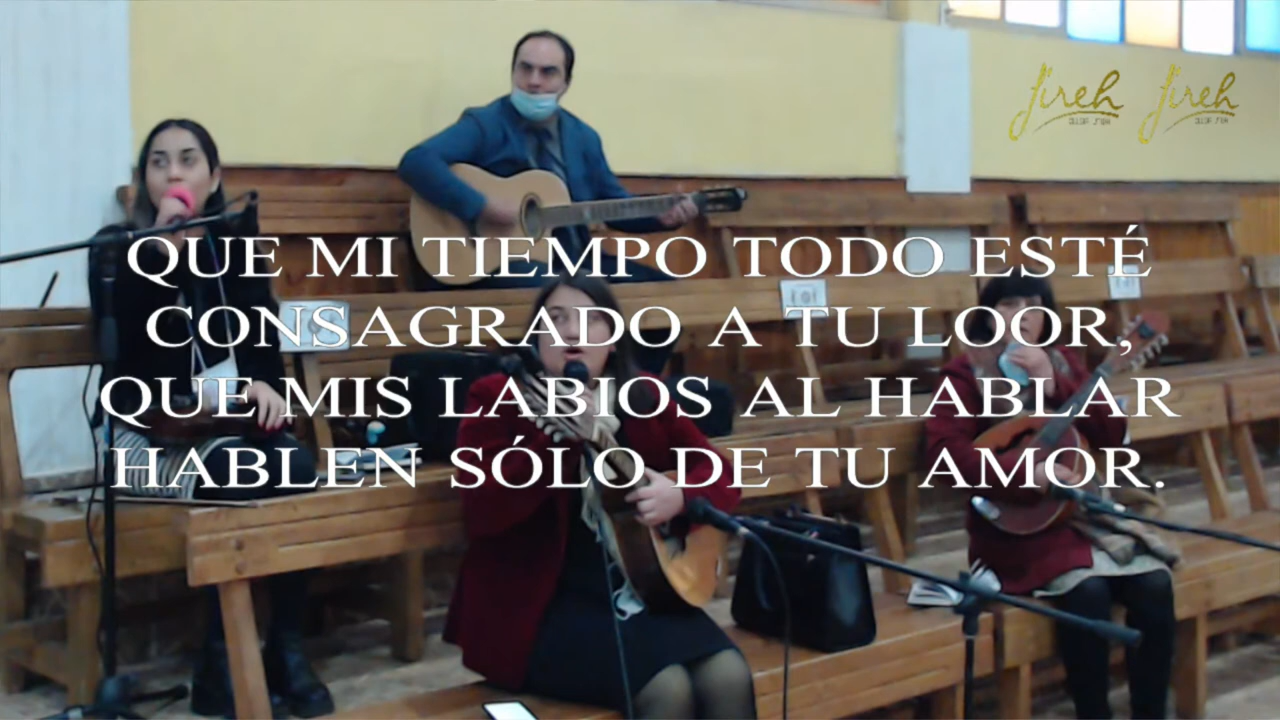 Jireh Jireh
QUE MI TIEMPO TODO ESTÉ
CONSAGRADO A TU LOOR,
QUE MIS LABIOS AL HABLAR
HABLEN SÓLO DE TU AMOR.